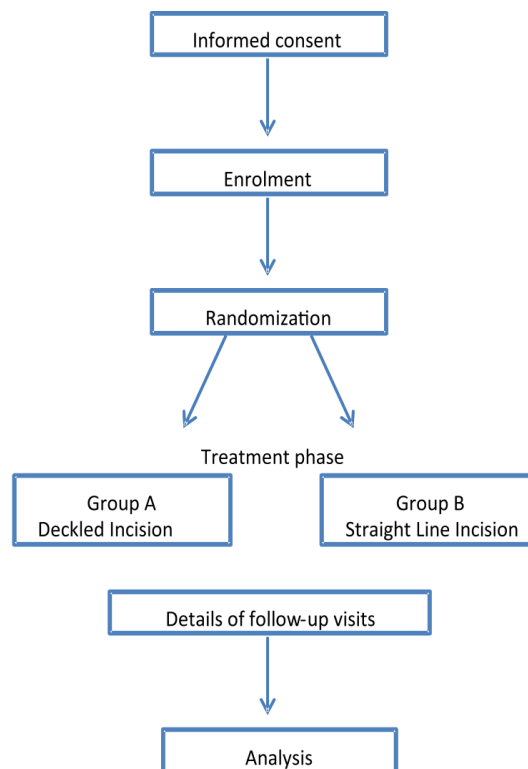 Informed consent
Enrolment
Randomization
Treatment phase
Group A
Deckled Incision
Group B
Straight Line Incision
Details of follow-up visits
Analysis